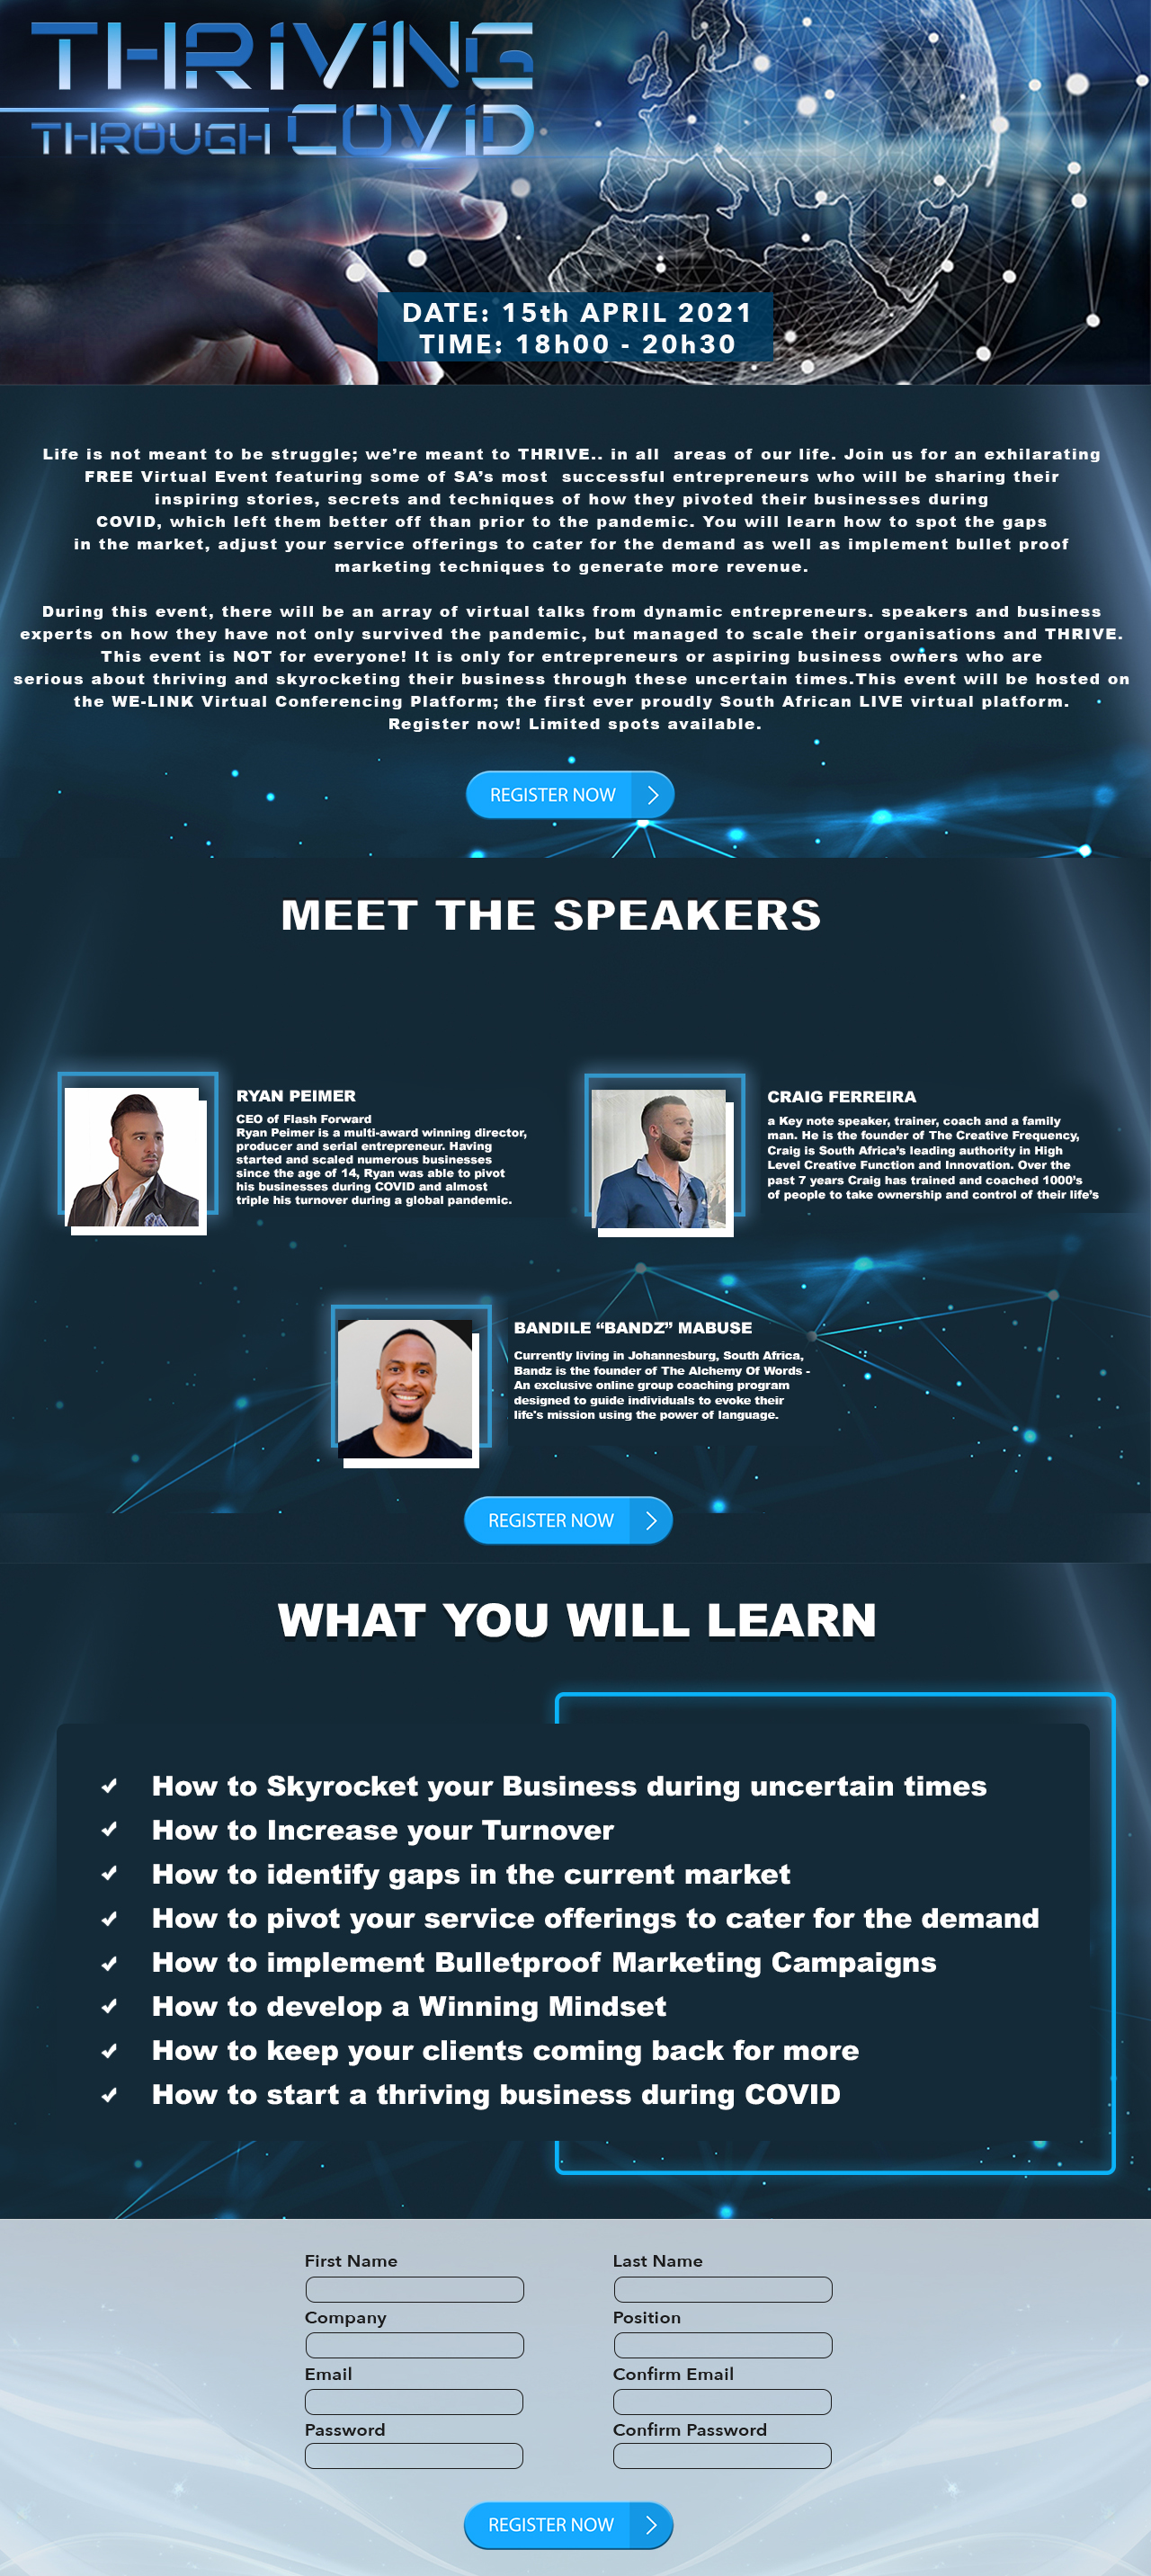 THRiViNG
THROUGH COViD
DATE: 15th APRIL 2021
TIME: 18h00 - 20h30
Life is not meant to be struggle; we’re meant to THRIVE.. in all areas of our life. Join us for an exhilarating
FREE Virtual Event featuring some of SA’s most successful entrepreneurs who will be sharing their
inspiring stories, secrets and techniques of how they pivoted their businesses during
COVID, which left them better off than prior to the pandemic. You will learn how to spot the gaps
in the market, adjust your service offerings to cater for the demand as well as implement bullet proof
marketing techniques to generate more revenue.
During this event, there will be an array of virtual talks from dynamic entrepreneurs. speakers and business
experts on how they have not only survived the pandemic, but managed to scale their organisations and THRIVE.
This event is NOT for everyone! It is only for entrepreneurs or aspiring business owners who are
serious about thriving and skyrocketing their business through these uncertain times.This event will be hosted on
the WE-LINK Virtual Conferencing Platform; the first ever proudly South African LIVE virtual platform.
Register now! Limited spots available.
REGISTER NOW
MEET THE SPEAKERS
RYAN PEIMER
CEO of Flash Forward
Ryan Peimer is a multi-award winning director,
producer and serial entrepreneur. Having
started and scaled numerous businesses
since the age of 14, Ryan was able to pivot
his businesses during COVID and almost
triple his turnover during a global pandemic.
CRAIG FERREIRA
a Key note speaker, trainer, coach and a family
man. He is the founder of The Creative Frequency,
Craig is South Africa’s leading authority in High
Level Creative Function and Innovation. Over the
past 7 years Craig has trained and coached 1000’s
of people to take ownership and control of their life’s
BANDILE “BANDZ” MABUSE
Currently living in Johannesburg, South Africa,
Bandz is the founder of The Alchemy Of Words -
An exclusive online group coaching program
designed to guide individuals to evoke their
life's mission using the power of language.
REGISTER NOW
WHAT YOU WILL LEARN
How to Skyrocket your Business during uncertain times
How to Increase your Turnover
How to identify gaps in the current market
How to pivot your service offerings to cater for the demand
How to implement Bulletproof Marketing Campaigns
How to develop a Winning Mindset
How to keep your clients coming back for more
How to start a thriving business during COVID
First Name
Last Name
Company
Position
Email
Confirm Email
Password
Confirm Password
REGISTER NOW